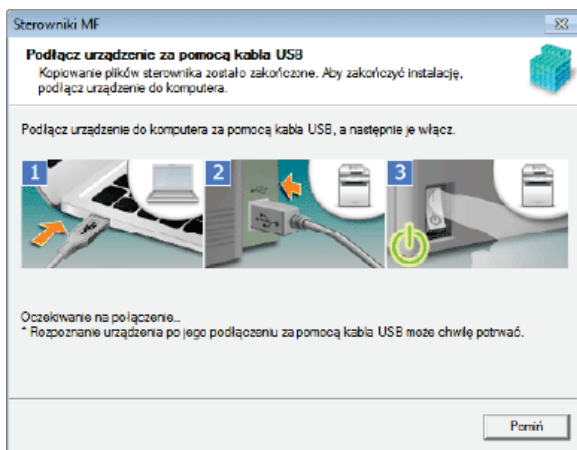 Sterowniki MF
Podłącz urządzenie za pomocą kabla USB
Kopiowanie plików sterownika zostało zakończone. Aby zakończyć instalację,
podłącz urządzenie do komputera.
Podłącz urządzenie do komputera za pomocą kabla USB, a następnie je włącz.
1
2
3
Oczekiwanie na połączenie...
* Rozpoznanie urządzenia po jego podłączeniu za pomocą kabla USB może chwilę potrwać.
Pomiń